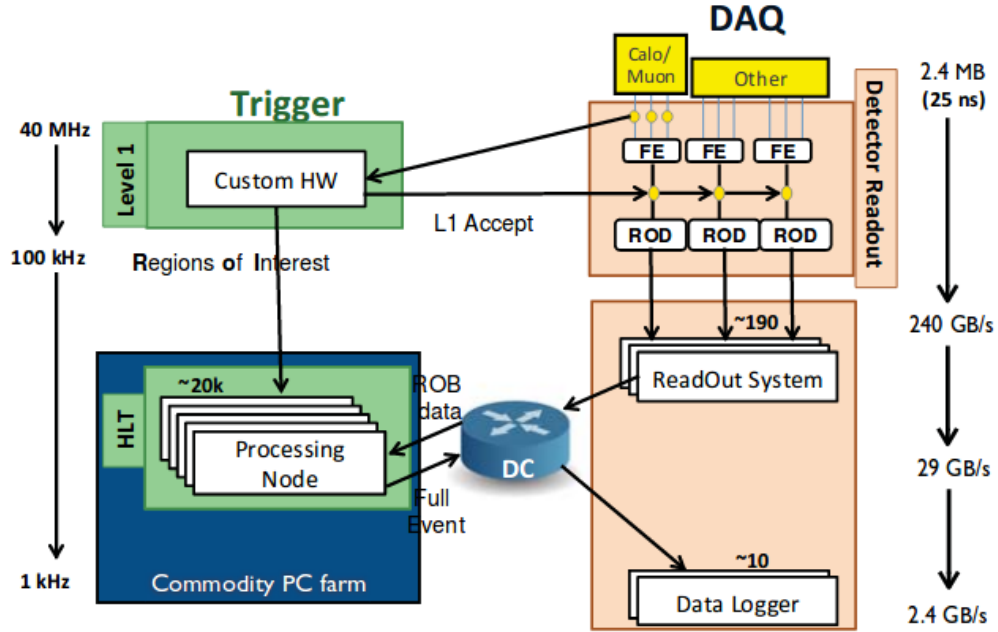 DAQ
Trigger
40 MHz
Level 1
Custom HW
100 kHz
Regions of Interest
L1 Accept
Calo/
Muon
Other
FE
FE
FE
ROD
ROD
ROD
Detector Readout
2.4 MB
(25 ns)
240 GB/s
~190
ReadOut System
~20k
HLT
Processing
Node
ROB
data
DC
Full
Event
29 GB/s
1 kHz
Commodity PC farm
~10
Data Logger
2.4 GB/s